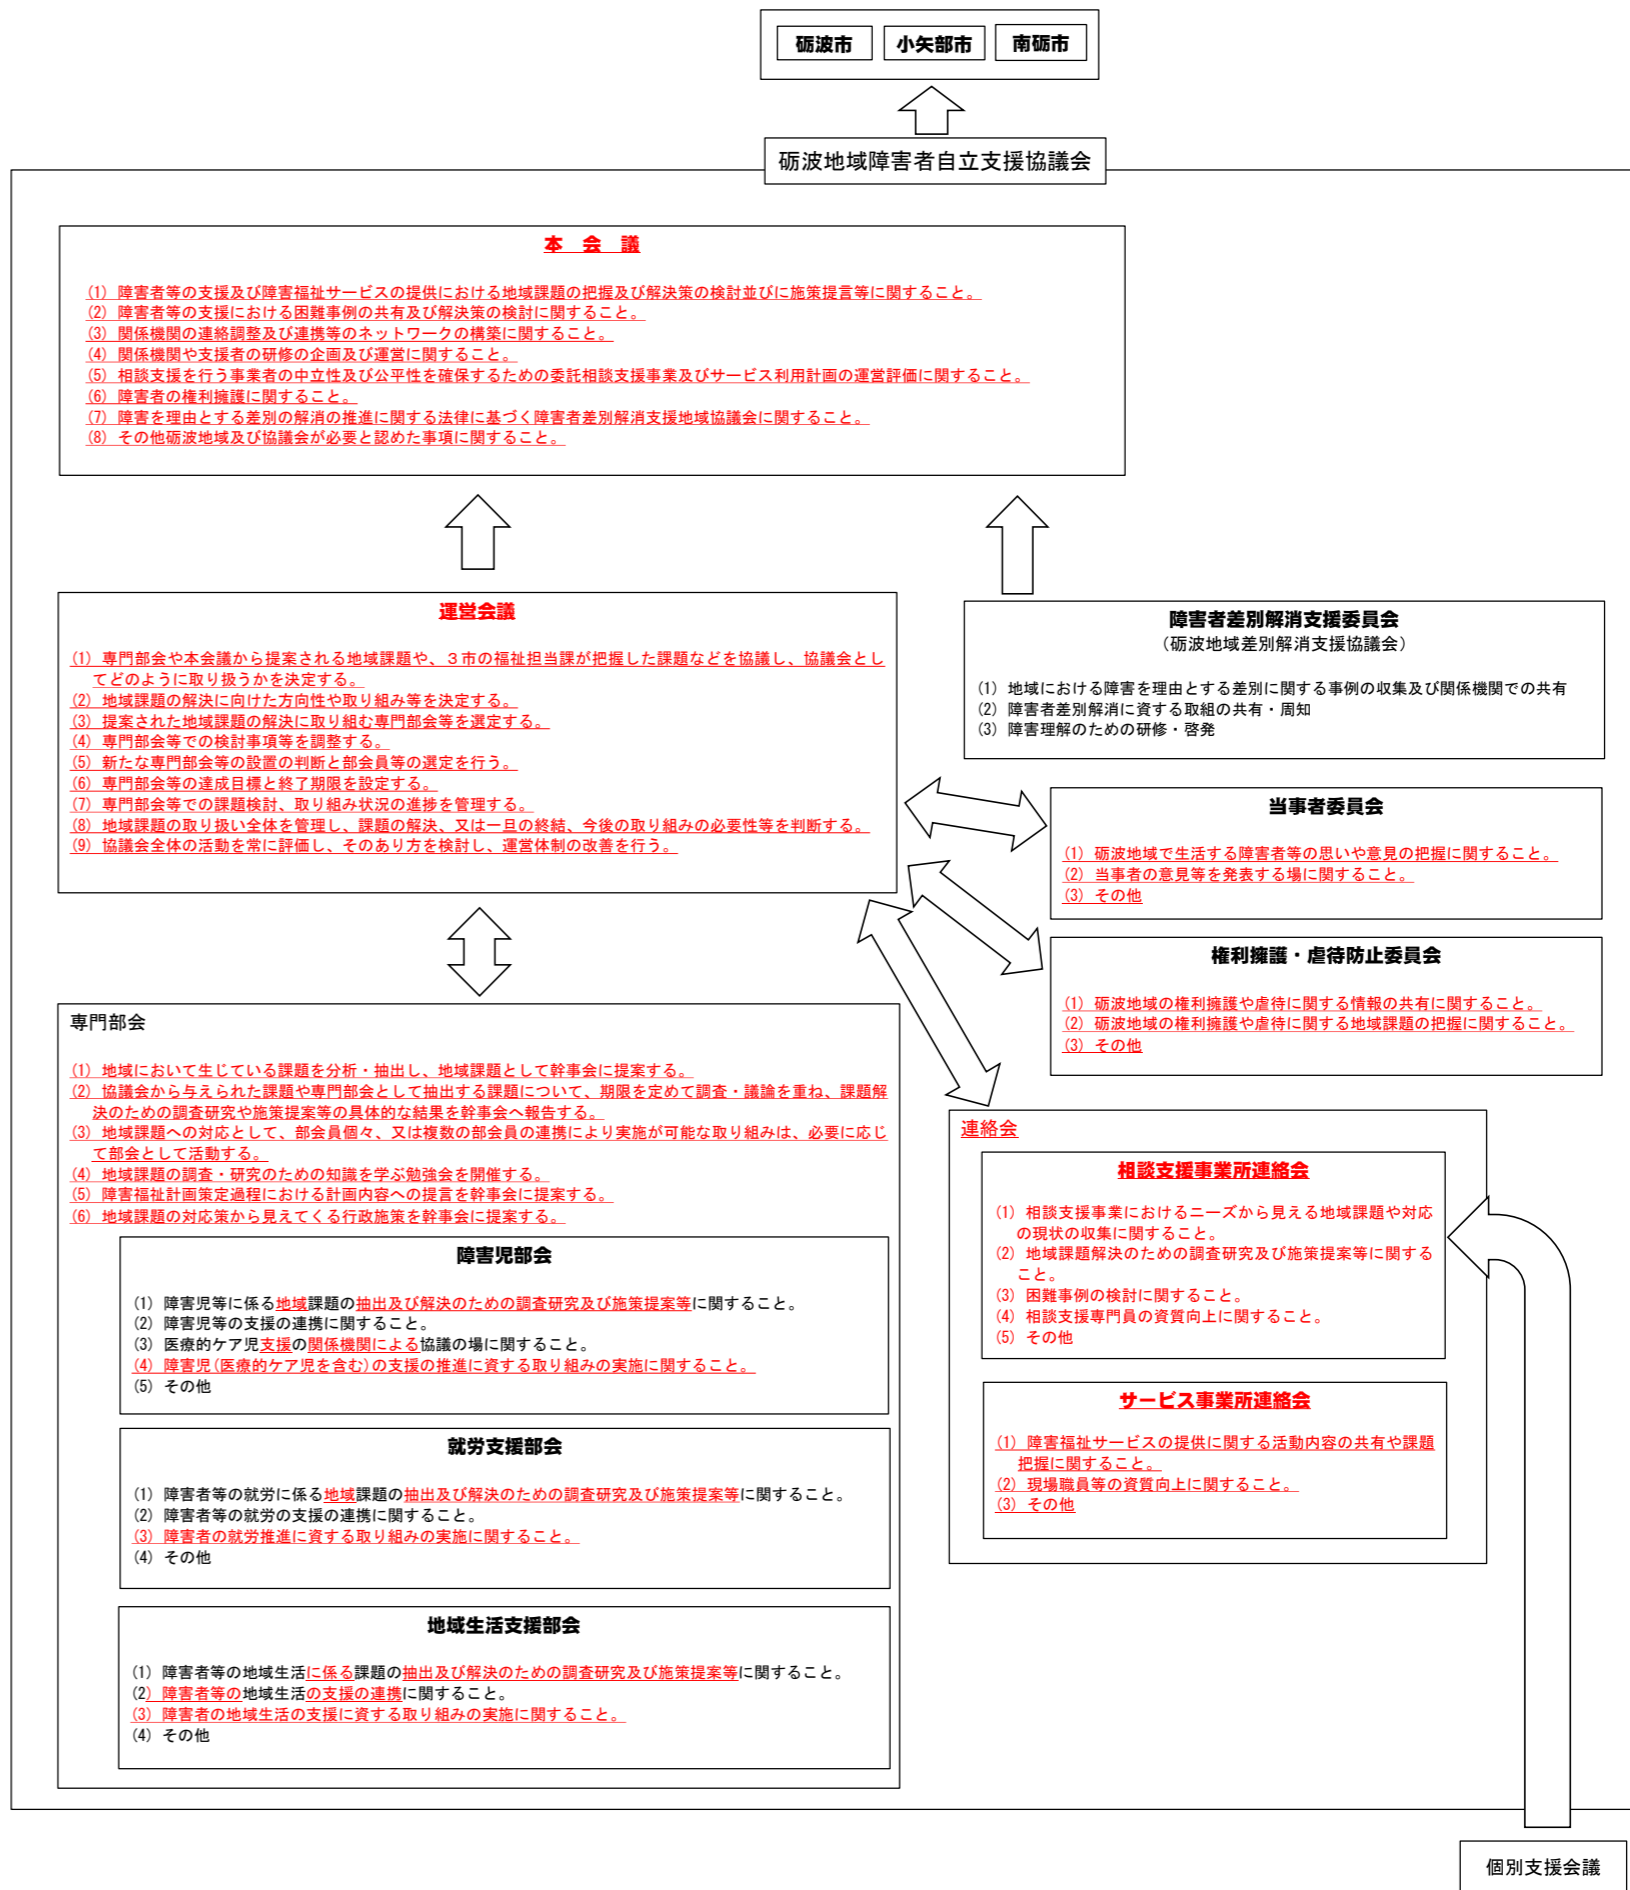 砺波市
小矢部市
南砺市
砺波地域障害者自立支援協議会
本　会　議
(1) 障害者等の支援及び障害福祉サービスの提供における地域課題の把握及び解決策の検討並びに施策提言等に関すること。
(2) 障害者等の支援における困難事例の共有及び解決策の検討に関すること。
(3) 関係機関の連絡調整及び連携等のネットワークの構築に関すること。
(4) 関係機関や支援者の研修の企画及び運営に関すること。
(5) 相談支援を行う事業者の中立性及び公平性を確保するための委託相談支援事業及びサービス利用計画の運営評価に関すること。
(6) 障害者の権利擁護に関すること。
(7) 障害を理由とする差別の解消の推進に関する法律に基づく障害者差別解消支援地域協議会に関すること。
(8) その他砺波地域及び協議会が必要と認めた事項に関すること。
運営会議
(1) 専門部会や本会議から提案される地域課題や、３市の福祉担当課が把握した課題などを協議し、協議会とし
てどのように取り扱うかを決定する。
(2) 地域課題の解決に向けた方向性や取り組み等を決定する。
(3) 提案された地域課題の解決に取り組む専門部会等を選定する。
(4) 専門部会等での検討事項等を調整する。
(5) 新たな専門部会等の設置の判断と部会員等の選定を行う。
(6) 専門部会等の達成目標と終了期限を設定する。
(7) 専門部会等での課題検討、取り組み状況の進捗を管理する。
(8) 地域課題の取り扱い全体を管理し、課題の解決、又は一旦の終結、今後の取り組みの必要性等を判断する。
(9) 協議会全体の活動を常に評価し、そのあり方を検討し、運営体制の改善を行う。
障害者差別解消支援委員会
（砺波地域差別解消支援協議会）
(1) 地域における障害を理由とする差別に関する事例の収集及び関係機関での共有
(2) 障害者差別解消に資する取組の共有・周知
(3) 障害理解のための研修・啓発
当事者委員会
(1) 砺波地域で生活する障害者等の思いや意見の把握に関すること。
(2) 当事者の意見等を発表する場に関すること。
(3) その他
権利擁護・虐待防止委員会
(1) 砺波地域の権利擁護や虐待に関する情報の共有に関すること。
(2) 砺波地域の権利擁護や虐待に関する地域課題の把握に関すること。
(3) その他
専門部会
(1) 地域において生じている課題を分析・抽出し、地域課題として幹事会に提案する。
(2) 協議会から与えられた課題や専門部会として抽出する課題について、期限を定めて調査・議論を重ね、課題解
決のための調査研究や施策提案等の具体的な結果を幹事会へ報告する。
(3) 地域課題への対応として、部会員個々、又は複数の部会員の連携により実施が可能な取り組みは、必要に応じ
て部会として活動する。
(4) 地域課題の調査・研究のための知識を学ぶ勉強会を開催する。
(5) 障害福祉計画策定過程における計画内容への提言を幹事会に提案する。
(6) 地域課題の対応策から見えてくる行政施策を幹事会に提案する。
障害児部会
(1) 障害児等に係る地域課題の抽出及び解決のための調査研究及び施策提案等に関すること。
(2) 障害児等の支援の連携に関すること。
(3) 医療的ケア児支援の関係機関による協議の場に関すること。
(4) 障害児(医療的ケア児を含む)の支援の推進に資する取り組みの実施に関すること。
(5) その他
就労支援部会
(1) 障害者等の就労に係る地域課題の抽出及び解決のための調査研究及び施策提案等に関すること。
(2) 障害者等の就労の支援の連携に関すること。
(3) 障害者の就労推進に資する取り組みの実施に関すること。
(4) その他
地域生活支援部会
(1) 障害者等の地域生活に係る課題の抽出及び解決のための調査研究及び施策提案等に関すること。
(2) 障害者等の地域生活の支援の連携に関すること。
(3) 障害者の地域生活の支援に資する取り組みの実施に関すること。
(4) その他
連絡会
相談支援事業所連絡会
(1) 相談支援事業におけるニーズから見える地域課題や対応
の現状の収集に関すること。
(2) 地域課題解決のための調査研究及び施策提案等に関する
こと。
(3) 困難事例の検討に関すること。
(4) 相談支援専門員の資質向上に関すること。
(5) その他
サービス事業所連絡会
(1) 障害福祉サービスの提供に関する活動内容の共有や課題
把握に関すること。
(2) 現場職員等の資質向上に関すること。
(3) その他
個別支援会議